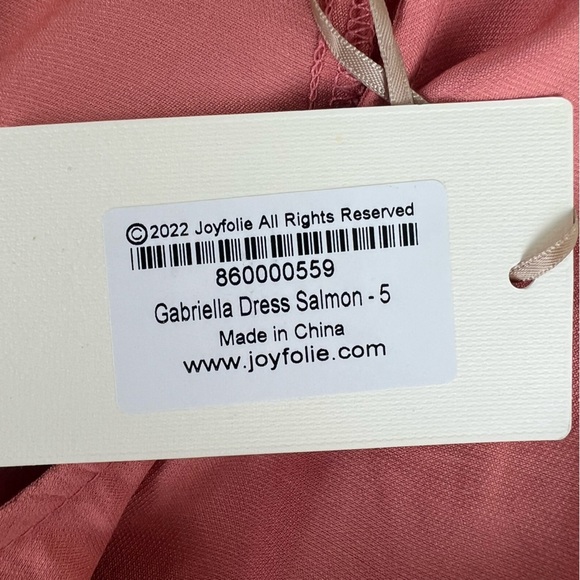 ©2022 Joyfolie All Rights Reserved
860000559
Gabriella Dress Salmon - 5
Made in China
www.joyfolie.com